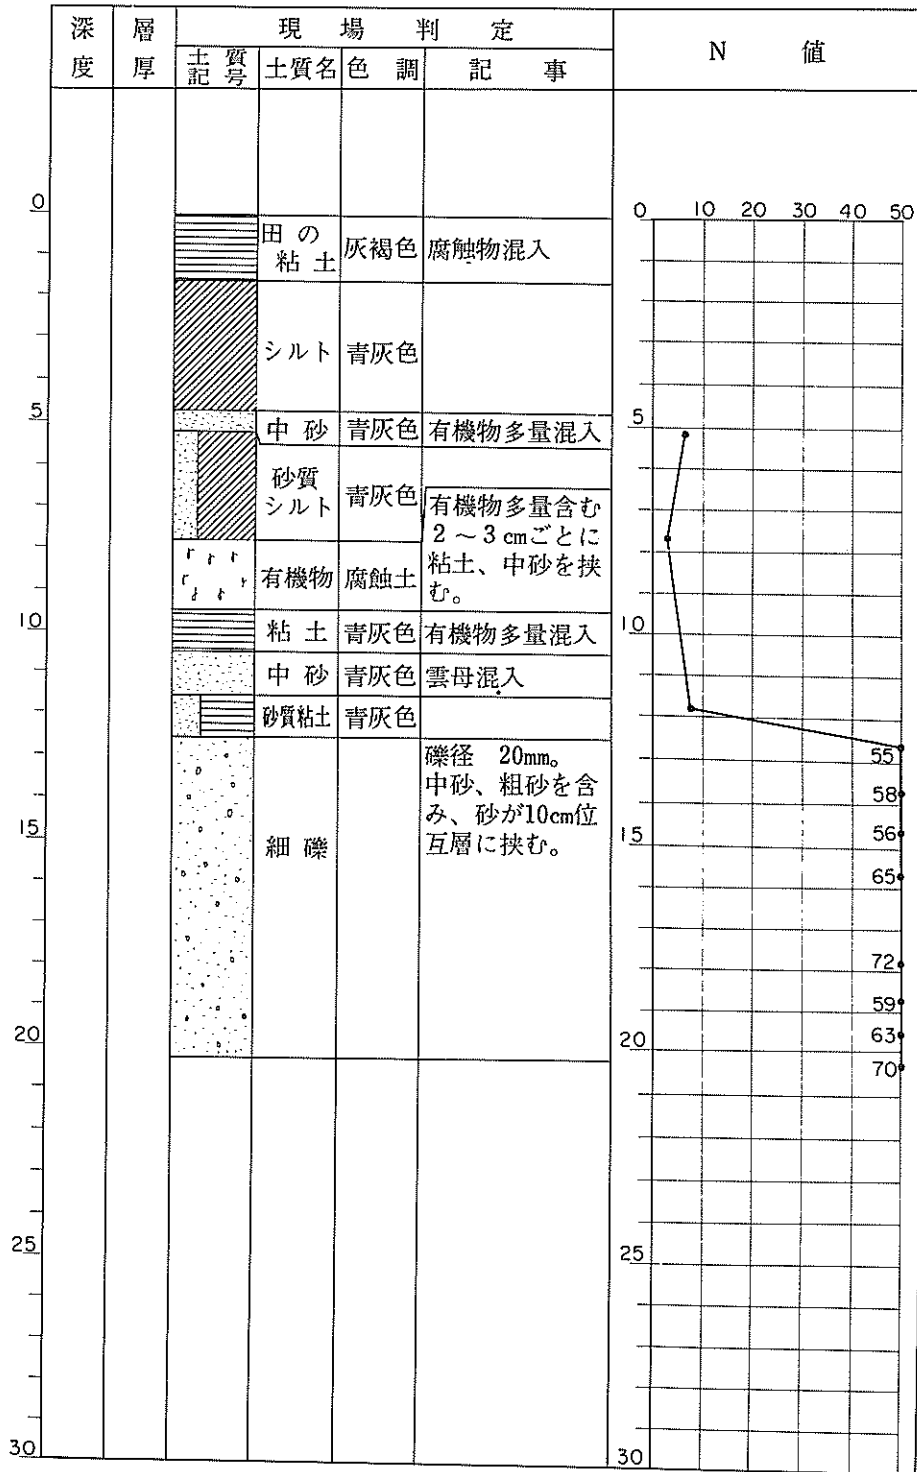 深度
層厚
現場判定
土質記号
土質名
色調
記事
N 値
0
田の粘土
灰褐色
腐触物混入
シルト
青灰色
5
中砂
青灰色
有機物多量混入
砂質シルト
青灰色
有機物多量含む
2～3cmごとに
粘土、中砂を挟
む。
有機物
腐蝕土
10
粘土
青灰色
有機物多量混入
中砂
青灰色
雲母混入
砂質粘土
青灰色
細礫
礫径 20mm。
中砂、粗砂を含
み、砂が10cm位
互層に挟む。
15
20
25
30
0 10 20 30 40 50
5
10
55
58
15
56
65
72
59
20
63
70
25
30